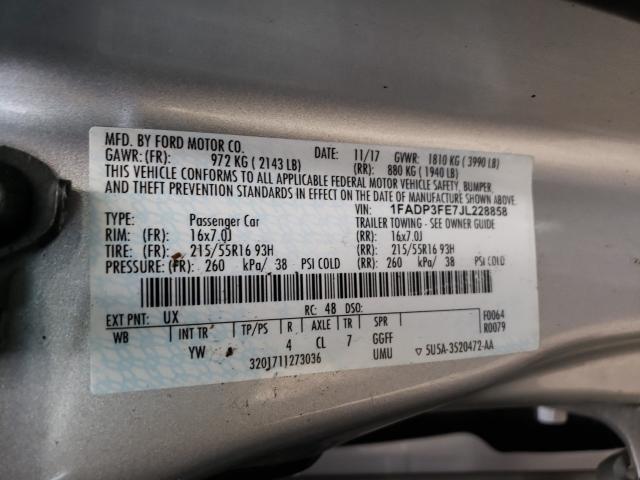 MFD. BY FORD MOTOR CO.
DATE: 11/17 GVWR: 1810 KG ( 3990 LB)
GAWR:(FR): 972 KG ( 2143 LB) (RR): 880 KG ( 1940 LB)
THIS VEHICLE CONFORMS TO ALL APPLICABLE FEDERAL MOTOR VEHICLE SAFETY, BUMPER,
AND THEFT PREVENTION STANDARDS IN EFFECT ON THE DATE OF MANUFACTURE SHOWN ABOVE.
VIN: 1FADP3FE7JL228858
TYPE: Passenger Car TRAILER TOWING - SEE OWNER GUIDE
RIM: (FR) 16x7.0J (RR): 16x7.0J
TIRE: (FR) 215/55R16 93H (RR): 215/55R16 93H
PRESSURE: (FR): 260 kPa/ 38 PSI COLD (RR): 260 kPa/ 38 PSI COLD
EXT PNT: UX RC: 48 DSO: F0064
WB INT TR TP/PS R AXLE TR SPR R0079
YW 4 CL 7 GGFF
320J711273036 UMU ▽ 5U5A-3520472-AA